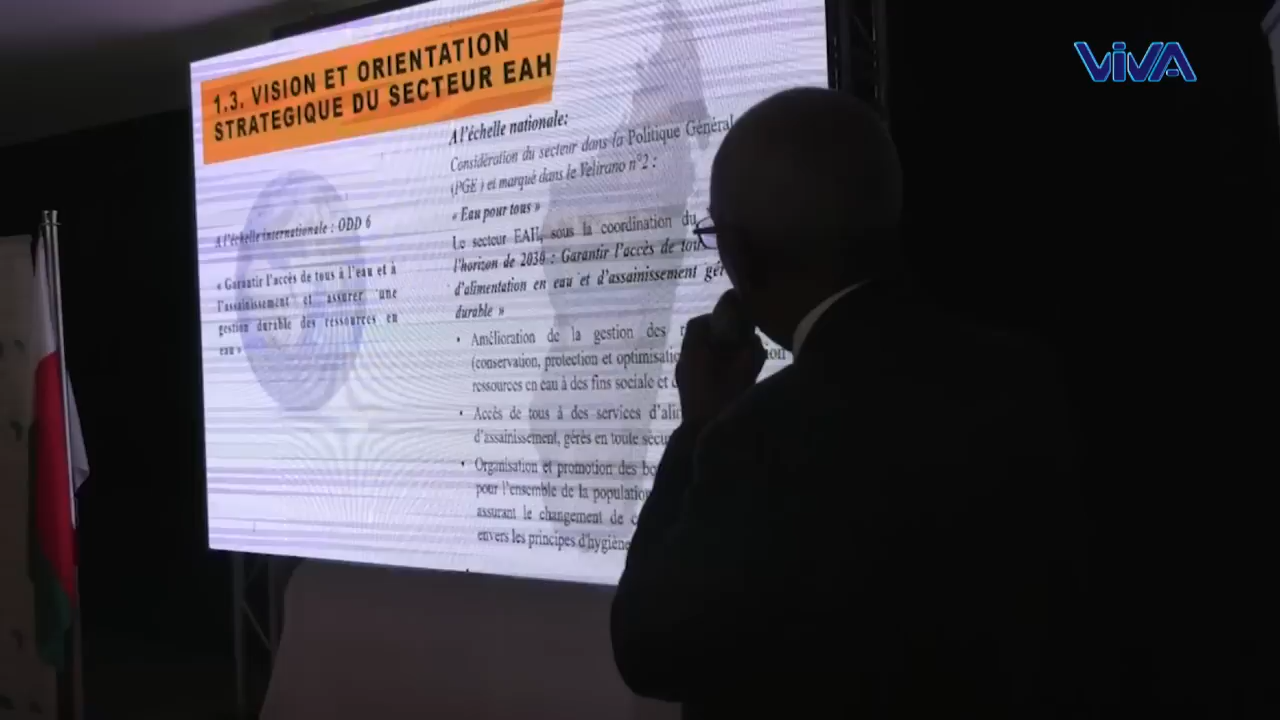 VIVA
1.3. VISION ET ORIENTATION
STRATEGIQUE DU SECTEUR EAH
A l'échelle internationale : ODD 6
« Garantir l'accès de tous à l'eau et à
l'assainissement et assurer une
gestion durable des ressources en
eau »
A l'échelle nationale:
Considération du secteur dans la Politique Général
(PGE ) et marqué dans le Velirano n°2 :
« Eau pour tous »
Le secteur EAH, sous la coordination du
l'horizon de 2030 : Garantir l'accès de tou
d'alimentation en eau et d'assainissement gér
durable »
• Amélioration de la gestion des
(conservation, protection et optimisatio
ressources en eau à des fins sociale et
• Accès de tous à des services d'alim
d'assainissement, gérés en toute sécu
• Organisation et promotion des bo
pour l'ensemble de la population
assurant le changement de c
envers les principes d'hygiène